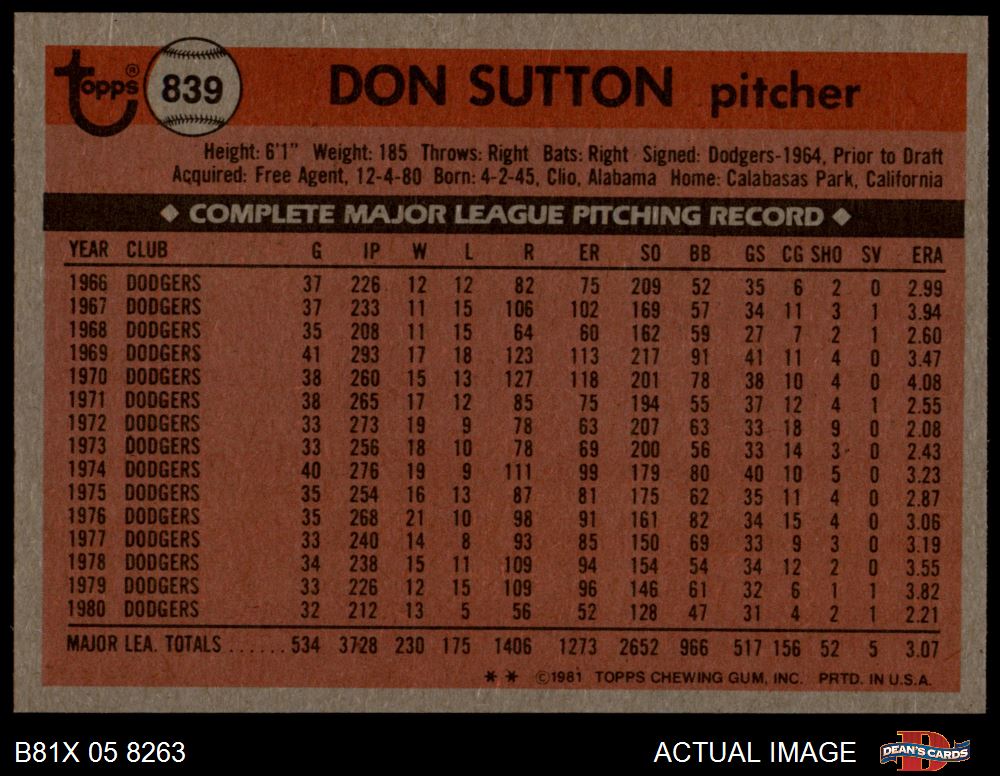 Topps® 839 DON SUTTON pitcher
Height: 6'1" Weight: 185 Throws: Right Bats: Right Signed: Dodgers-1964, Prior to Draft
Acquired: Free Agent, 12-4-80 Born: 4-2-45, Clio, Alabama Home: Calabasas Park, California
◆ COMPLETE MAJOR LEAGUE PITCHING RECORD ◆
YEAR CLUB G IP W L R ER SO BB GS CG SHO SV ERA
1966 DODGERS 37 226 12 12 82 75 209 52 35 6 2 0 2.99
1967 DODGERS 37 233 11 15 106 102 169 57 34 11 3 1 3.94
1968 DODGERS 35 208 11 15 64 60 162 59 27 7 2 1 2.60
1969 DODGERS 41 293 17 18 123 113 217 91 41 11 4 0 3.47
1970 DODGERS 38 260 15 13 127 118 201 78 38 10 4 0 4.08
1971 DODGERS 38 265 17 12 85 75 194 55 37 12 4 1 2.55
1972 DODGERS 33 273 19 9 78 63 207 63 33 18 9 0 2.08
1973 DODGERS 33 256 18 10 78 69 200 56 33 14 3 0 2.43
1974 DODGERS 40 276 19 9 111 99 179 80 40 10 5 0 3.23
1975 DODGERS 35 254 16 13 87 81 175 62 35 11 4 0 2.87
1976 DODGERS 35 268 21 10 98 91 161 82 34 15 4 0 3.06
1977 DODGERS 33 240 14 8 93 85 150 69 33 9 3 0 3.19
1978 DODGERS 34 238 15 11 109 94 154 54 34 12 2 0 3.55
1979 DODGERS 33 226 12 15 109 96 146 61 32 6 1 1 3.82
1980 DODGERS 32 212 13 5 56 52 128 47 31 4 2 1 2.21
MAJOR LEA. TOTALS ...... 534 3728 230 175 1406 1273 2652 966 517 156 52 5 3.07
* * ©1981 TOPPS CHEWING GUM, INC. PRTD. IN U.S.A.
B81X 05 8263 ACTUAL IMAGE D DEAN'S CARDS